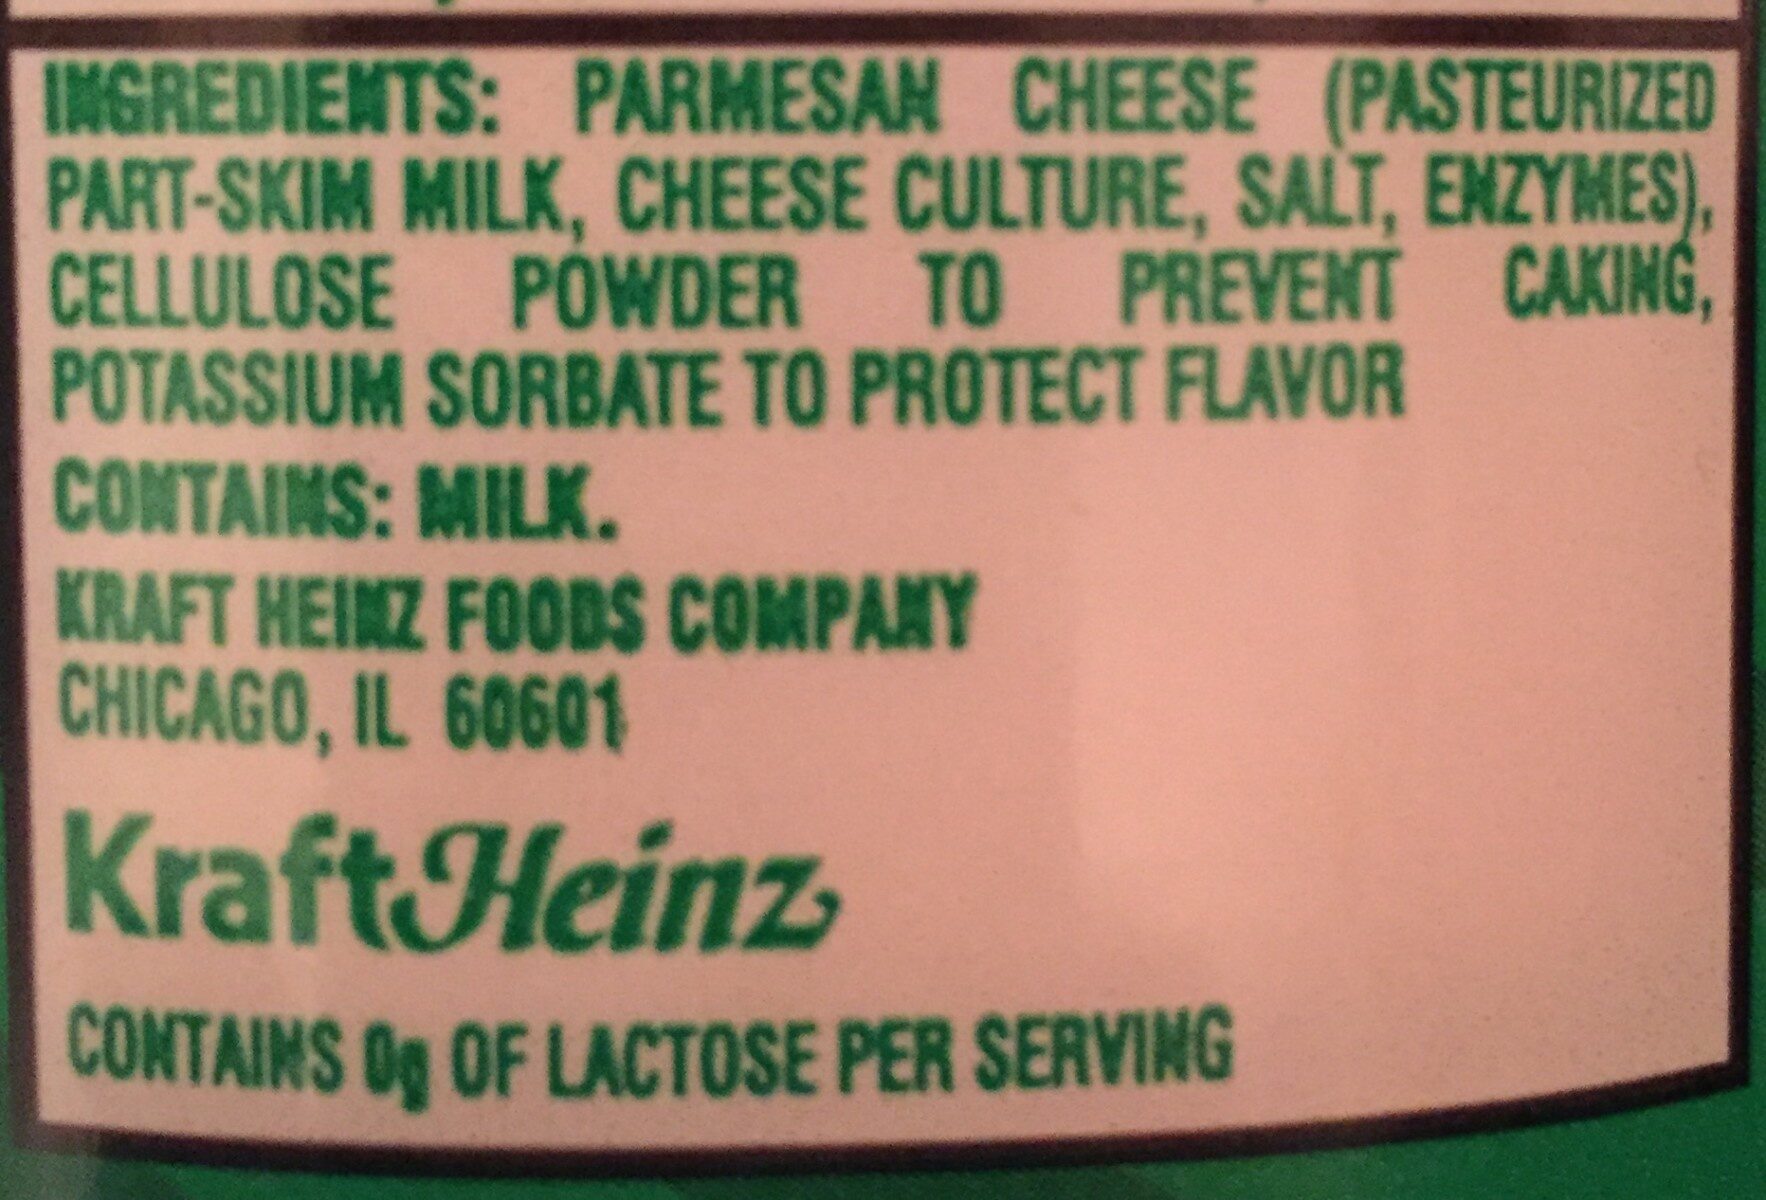 INGREDIENTS: PARMESAN CHEESE (PASTEURIZED
PART-SKIM MILK, CHEESE CULTURE, SALT, ENZYMES),
CELLULOSE POWDER TO PREVENT CAKING,
POTASSIUM SORBATE TO PROTECT FLAVOR
CONTAINS: MILK.
KRAFT HEINZ FOODS COMPANY
CHICAGO, IL 60601
KraftHeinz
CONTAINS 0g OF LACTOSE PER SERVING